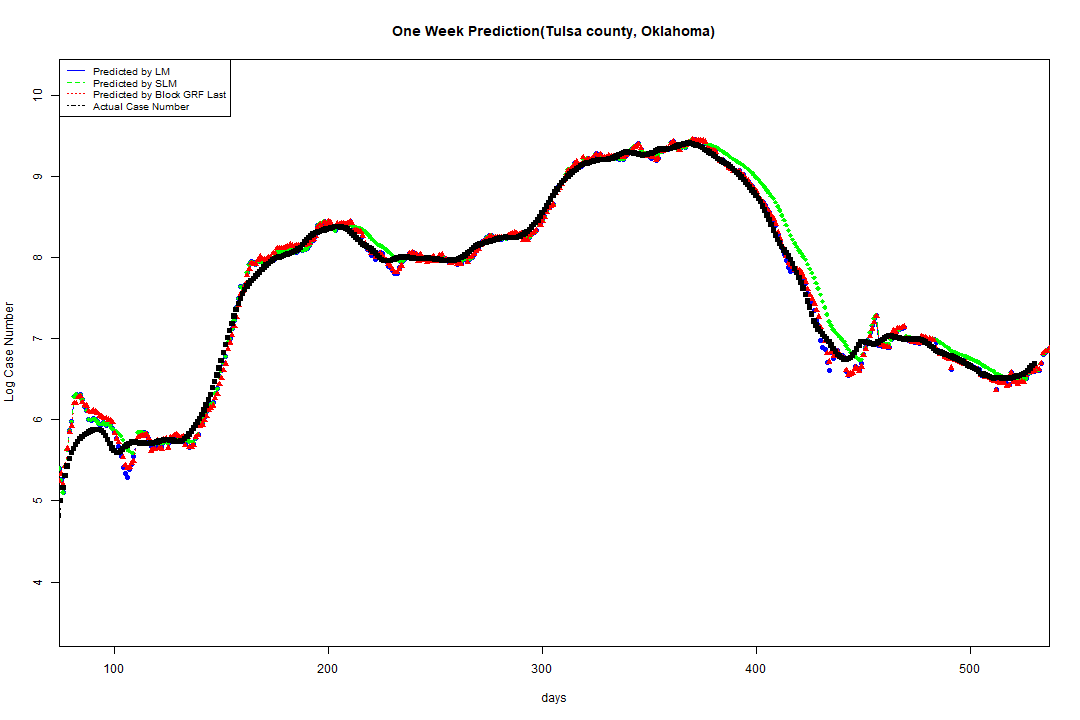 One Week Prediction(Tulsa county, Oklahoma)
Predicted by LM
Predicted by SLM
Predicted by Block GRF Last
Actual Case Number
10
9
8
7
6
5
4
Log Case Number
100 200 300 400 500
days